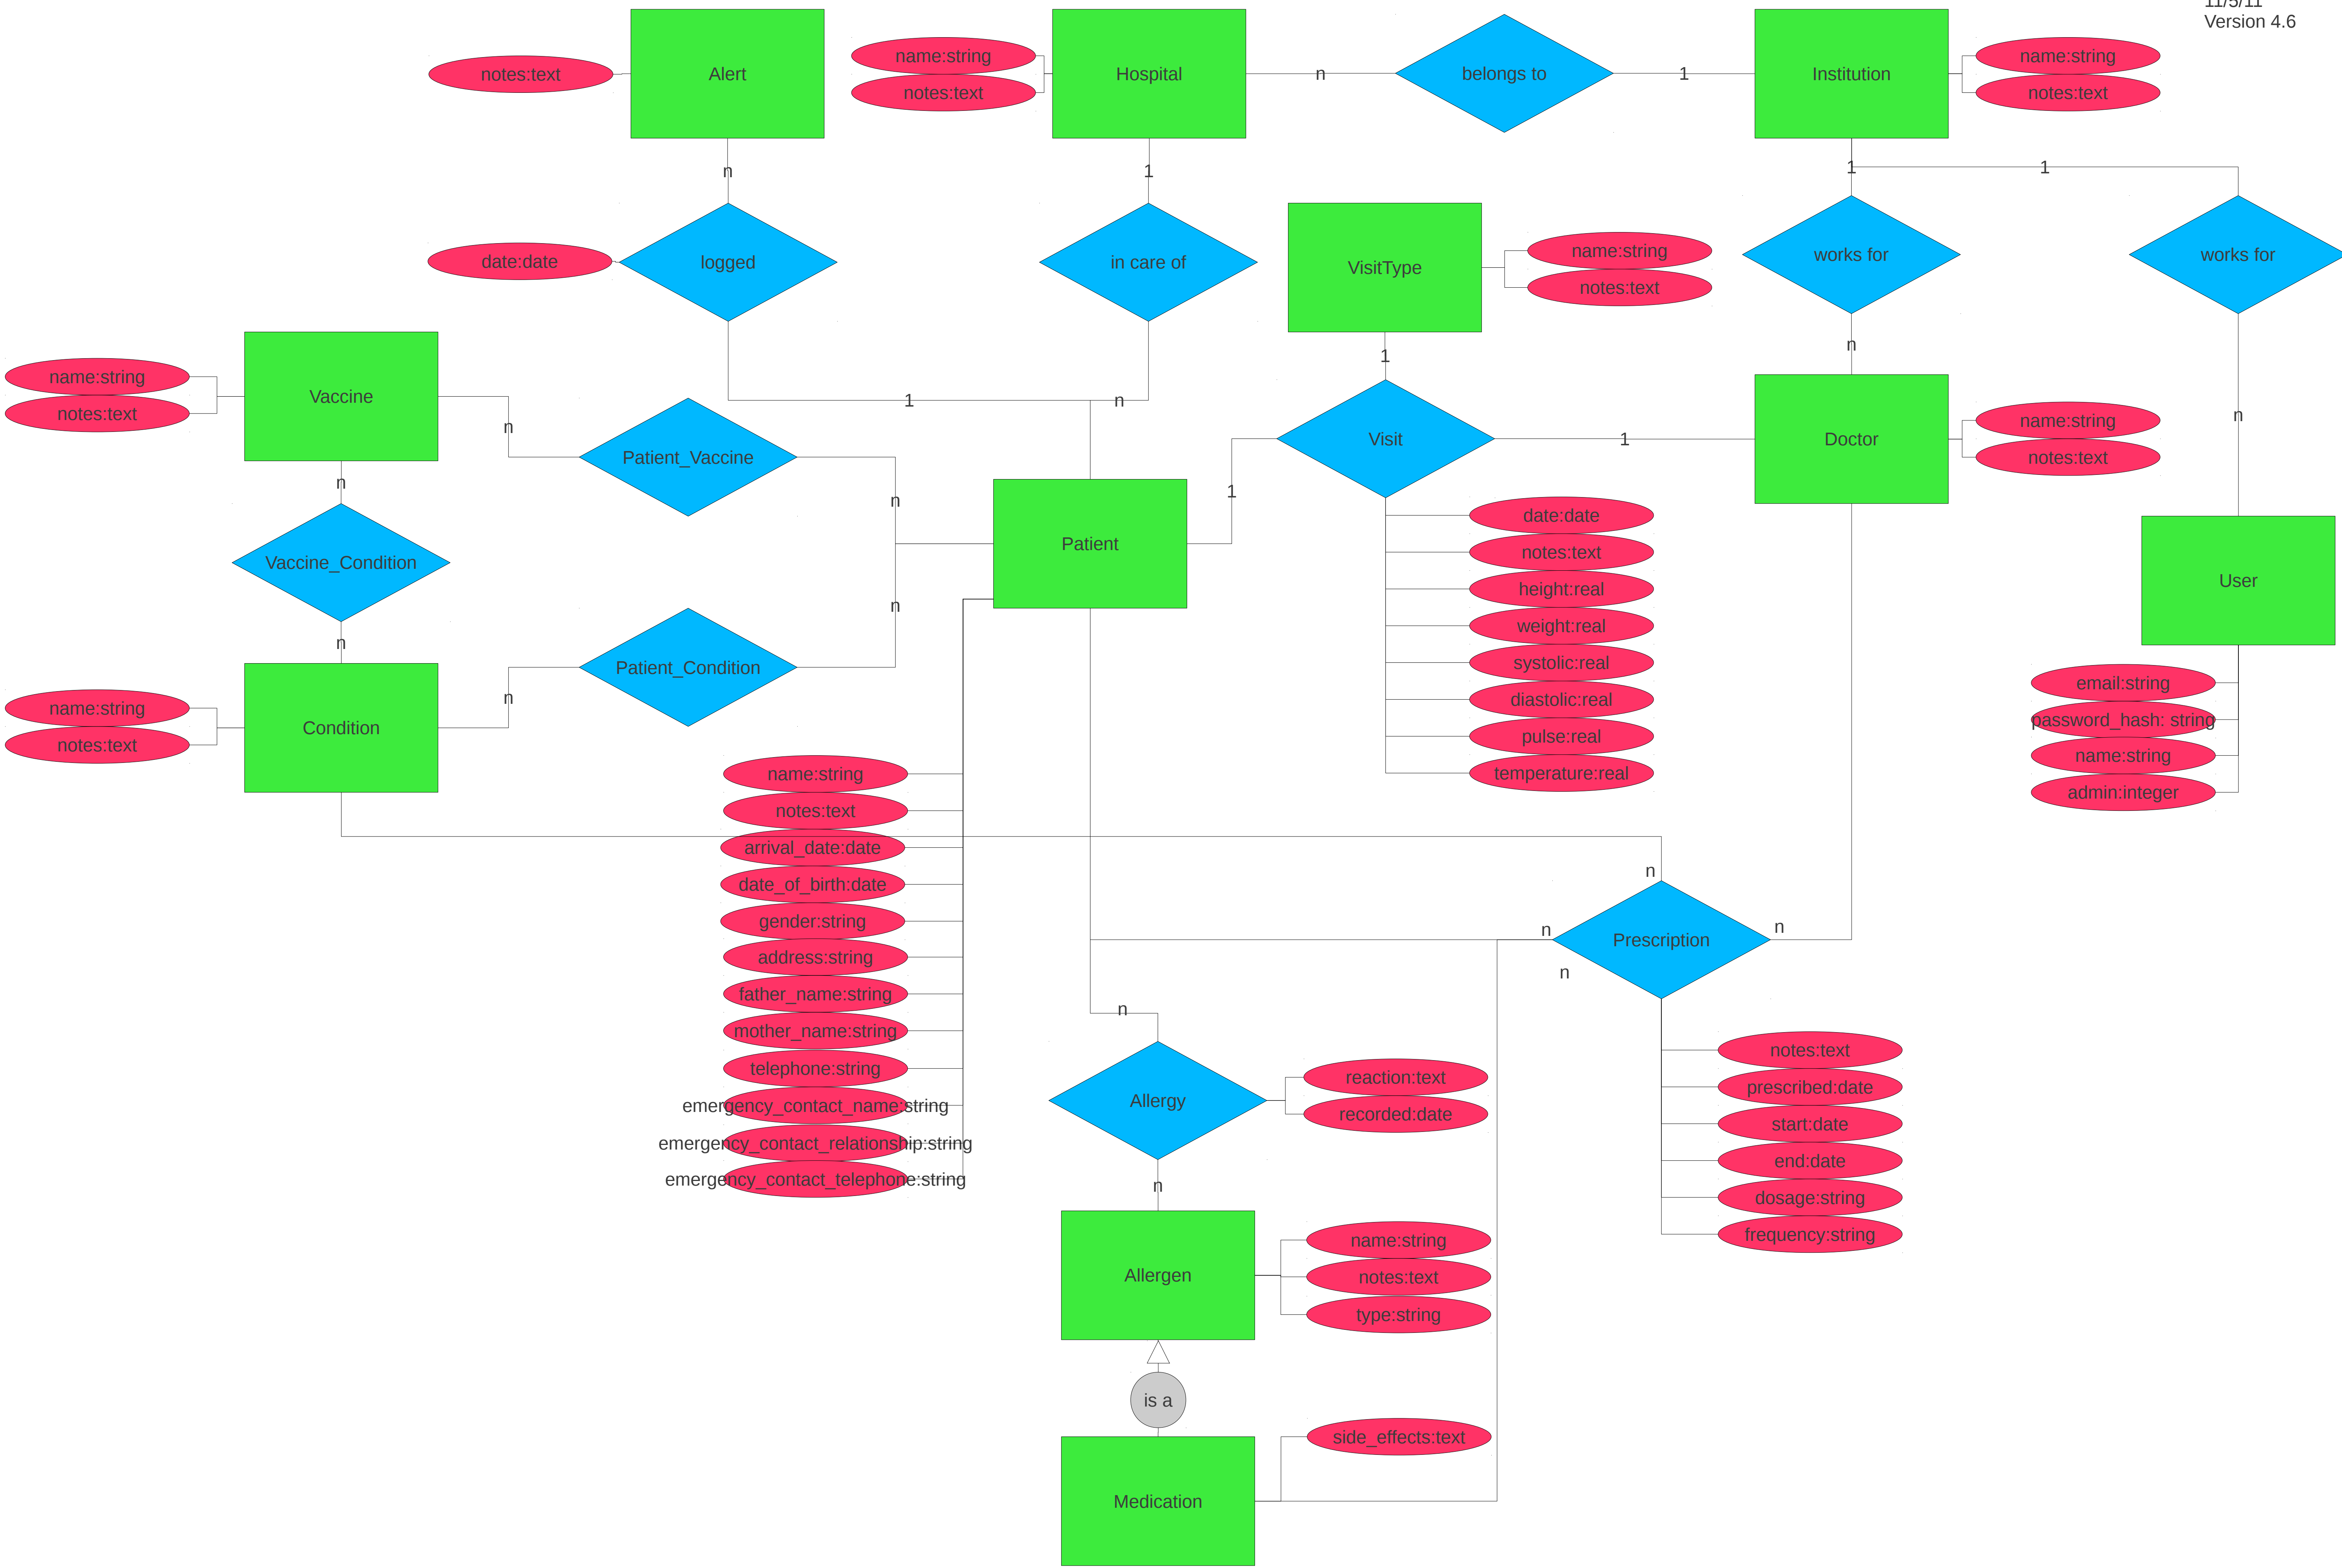 11/5/11
Version 4.6
Alert
notes:text
Hospital
name:string
notes:text
n
belongs to
1
Institution
name:string
notes:text
n
1
1
1
logged
date:date
in care of
VisitType
name:string
notes:text
works for
works for
1
n
1
n
n
Vaccine
name:string
notes:text
n
Patient_Vaccine
n
Visit
1
1
Doctor
name:string
notes:text
n
Patient
n
Vaccine_Condition
n
n
Patient_Condition
n
Condition
name:string
notes:text
date:date
notes:text
height:real
weight:real
systolic:real
diastolic:real
pulse:real
temperature:real
User
email:string
password_hash: string
name:string
admin:integer
name:string
notes:text
arrival_date:date
date_of_birth:date
gender:string
address:string
father_name:string
mother_name:string
telephone:string
emergency_contact_name:string
emergency_contact_relationship:string
emergency_contact_telephone:string
n
n
n
n
Prescription
notes:text
prescribed:date
start:date
end:date
dosage:string
frequency:string
n
Allergy
reaction:text
recorded:date
n
Allergen
name:string
notes:text
type:string
is a
Medication
side_effects:text